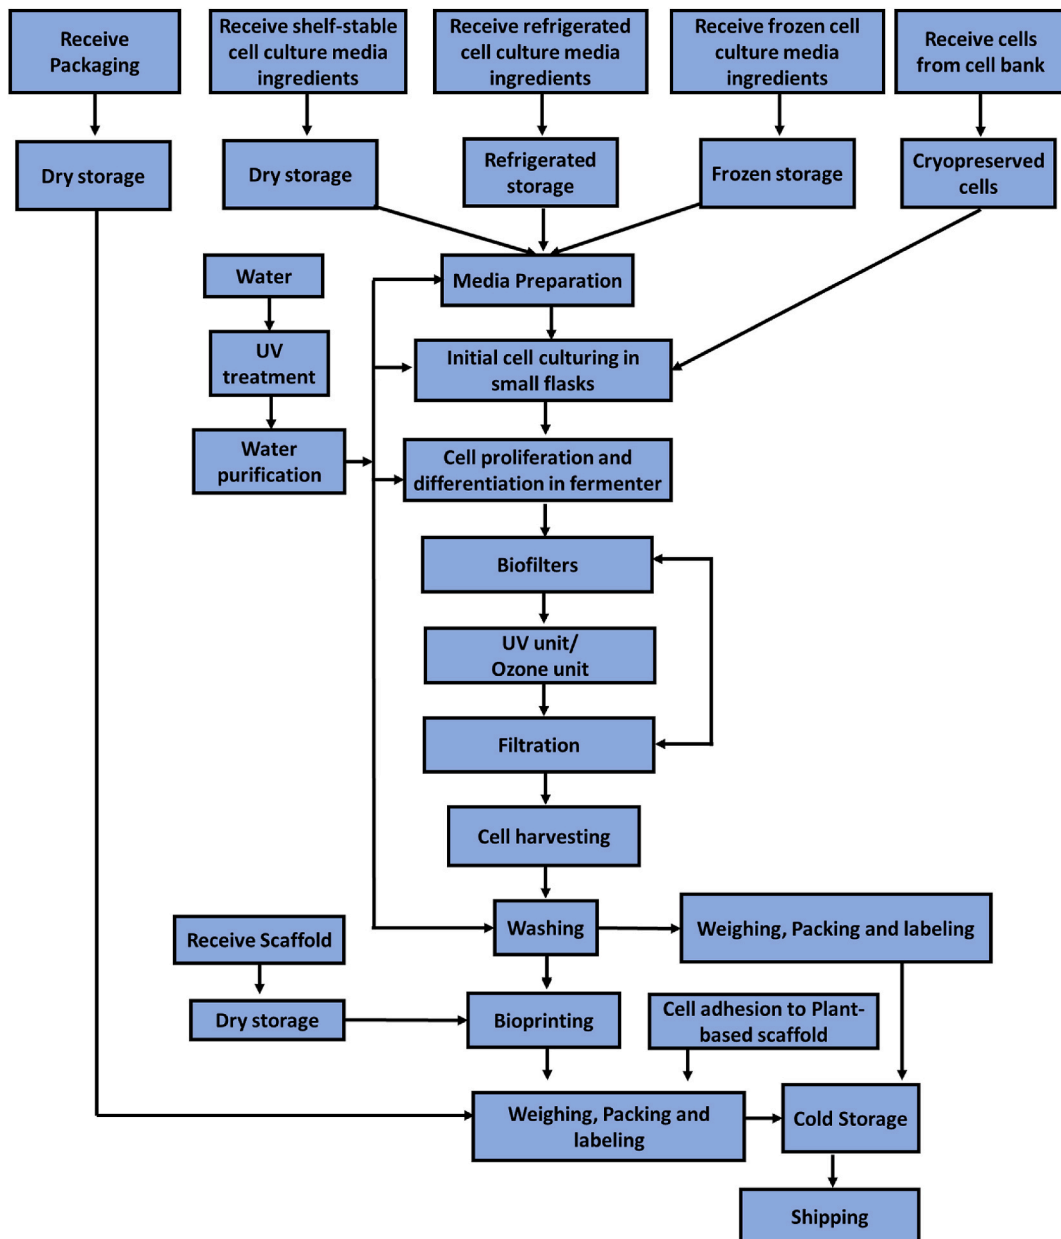 Receive
Packaging
Receive shelf-stable
cell culture media
ingredients
Receive refrigerated
cell culture media
ingredients
Receive frozen cell
culture media
ingredients
Receive cells
from cell bank
Dry storage
Dry storage
Refrigerated
storage
Frozen storage
Cryopreserved
cells
Water
Media Preparation
UV
treatment
Initial cell culturing in
small flasks
Water
purification
Cell proliferation and
differentiation in fermenter
Biofilters
UV unit/
Ozone unit
Filtration
Cell harvesting
Washing
Weighing, Packing and labeling
Receive Scaffold
Dry storage
Bioprinting
Cell adhesion to Plant-
based scaffold
Weighing, Packing and
labeling
Cold Storage
Shipping